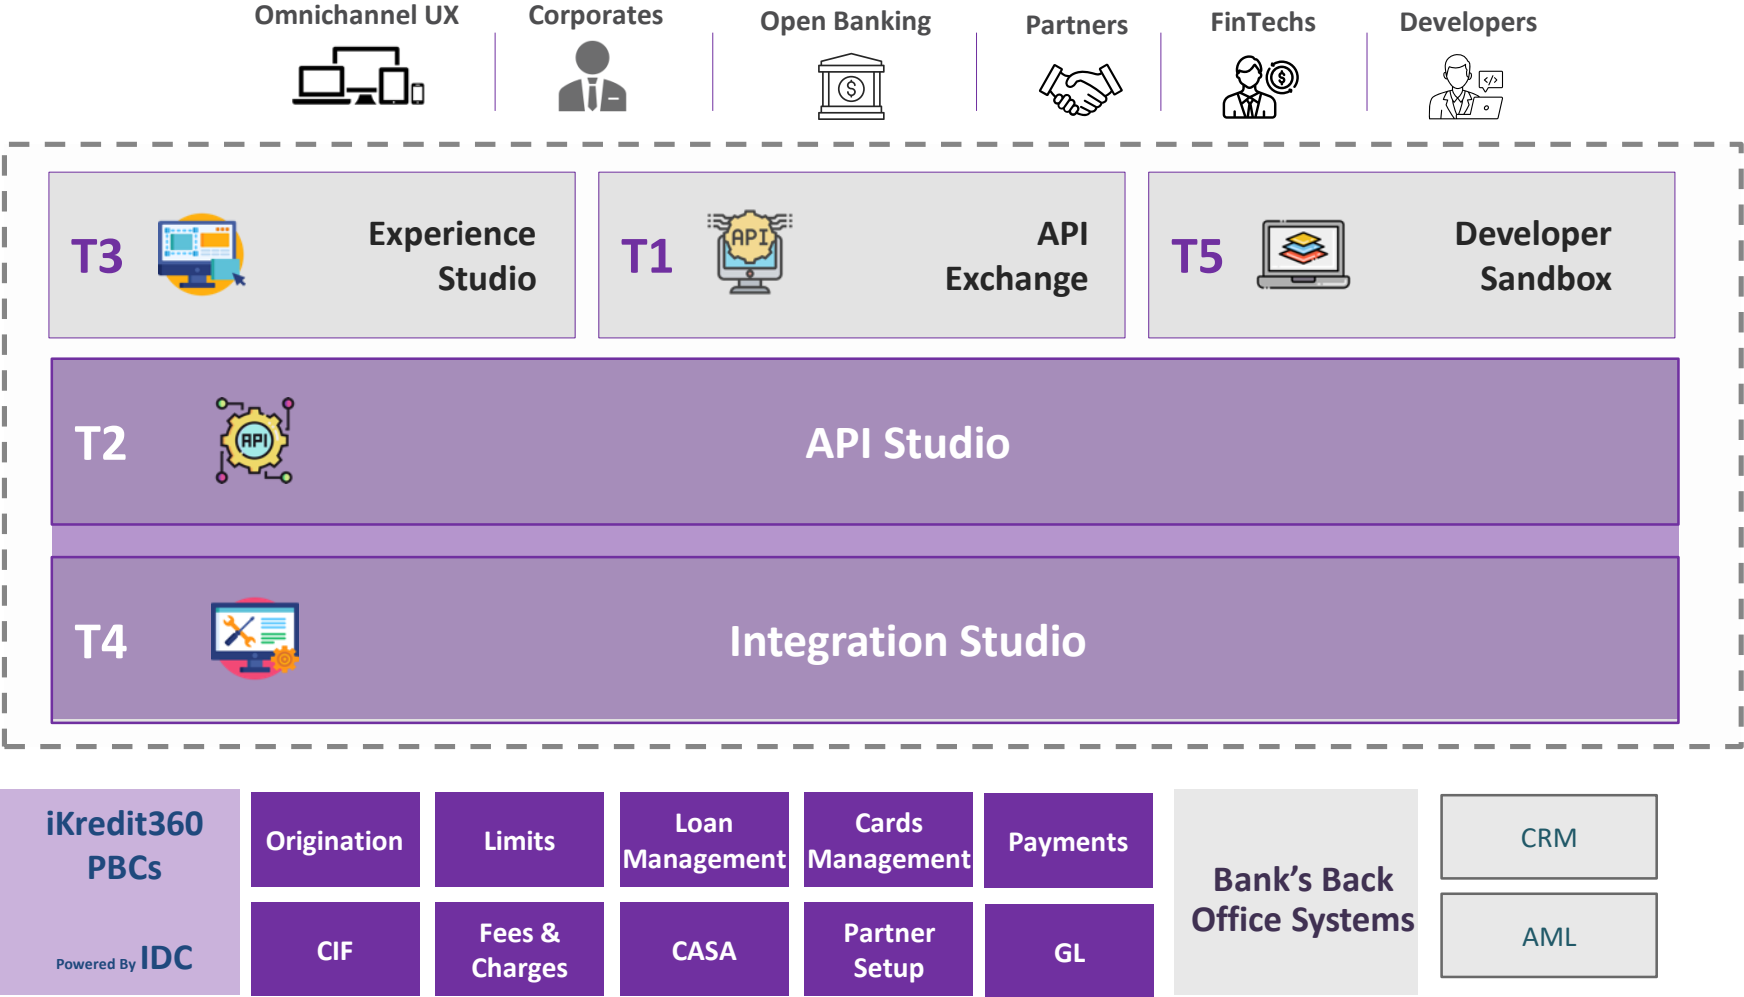 Omnichannel UX
Corporates
Open Banking
Partners
FinTechs
Developers
$
$
</>
T3
Experience
Studio
T1
API
API
Exchange
T5
Developer
Sandbox
T2
API
API Studio
T4
Integration Studio
iKredit360
PBCs
Powered By IDC
Origination
Limits
Loan
Management
Cards
Management
Payments
CIF
Fees &
Charges
CASA
Partner
Setup
GL
Bank’s Back
Office Systems
CRM
AML